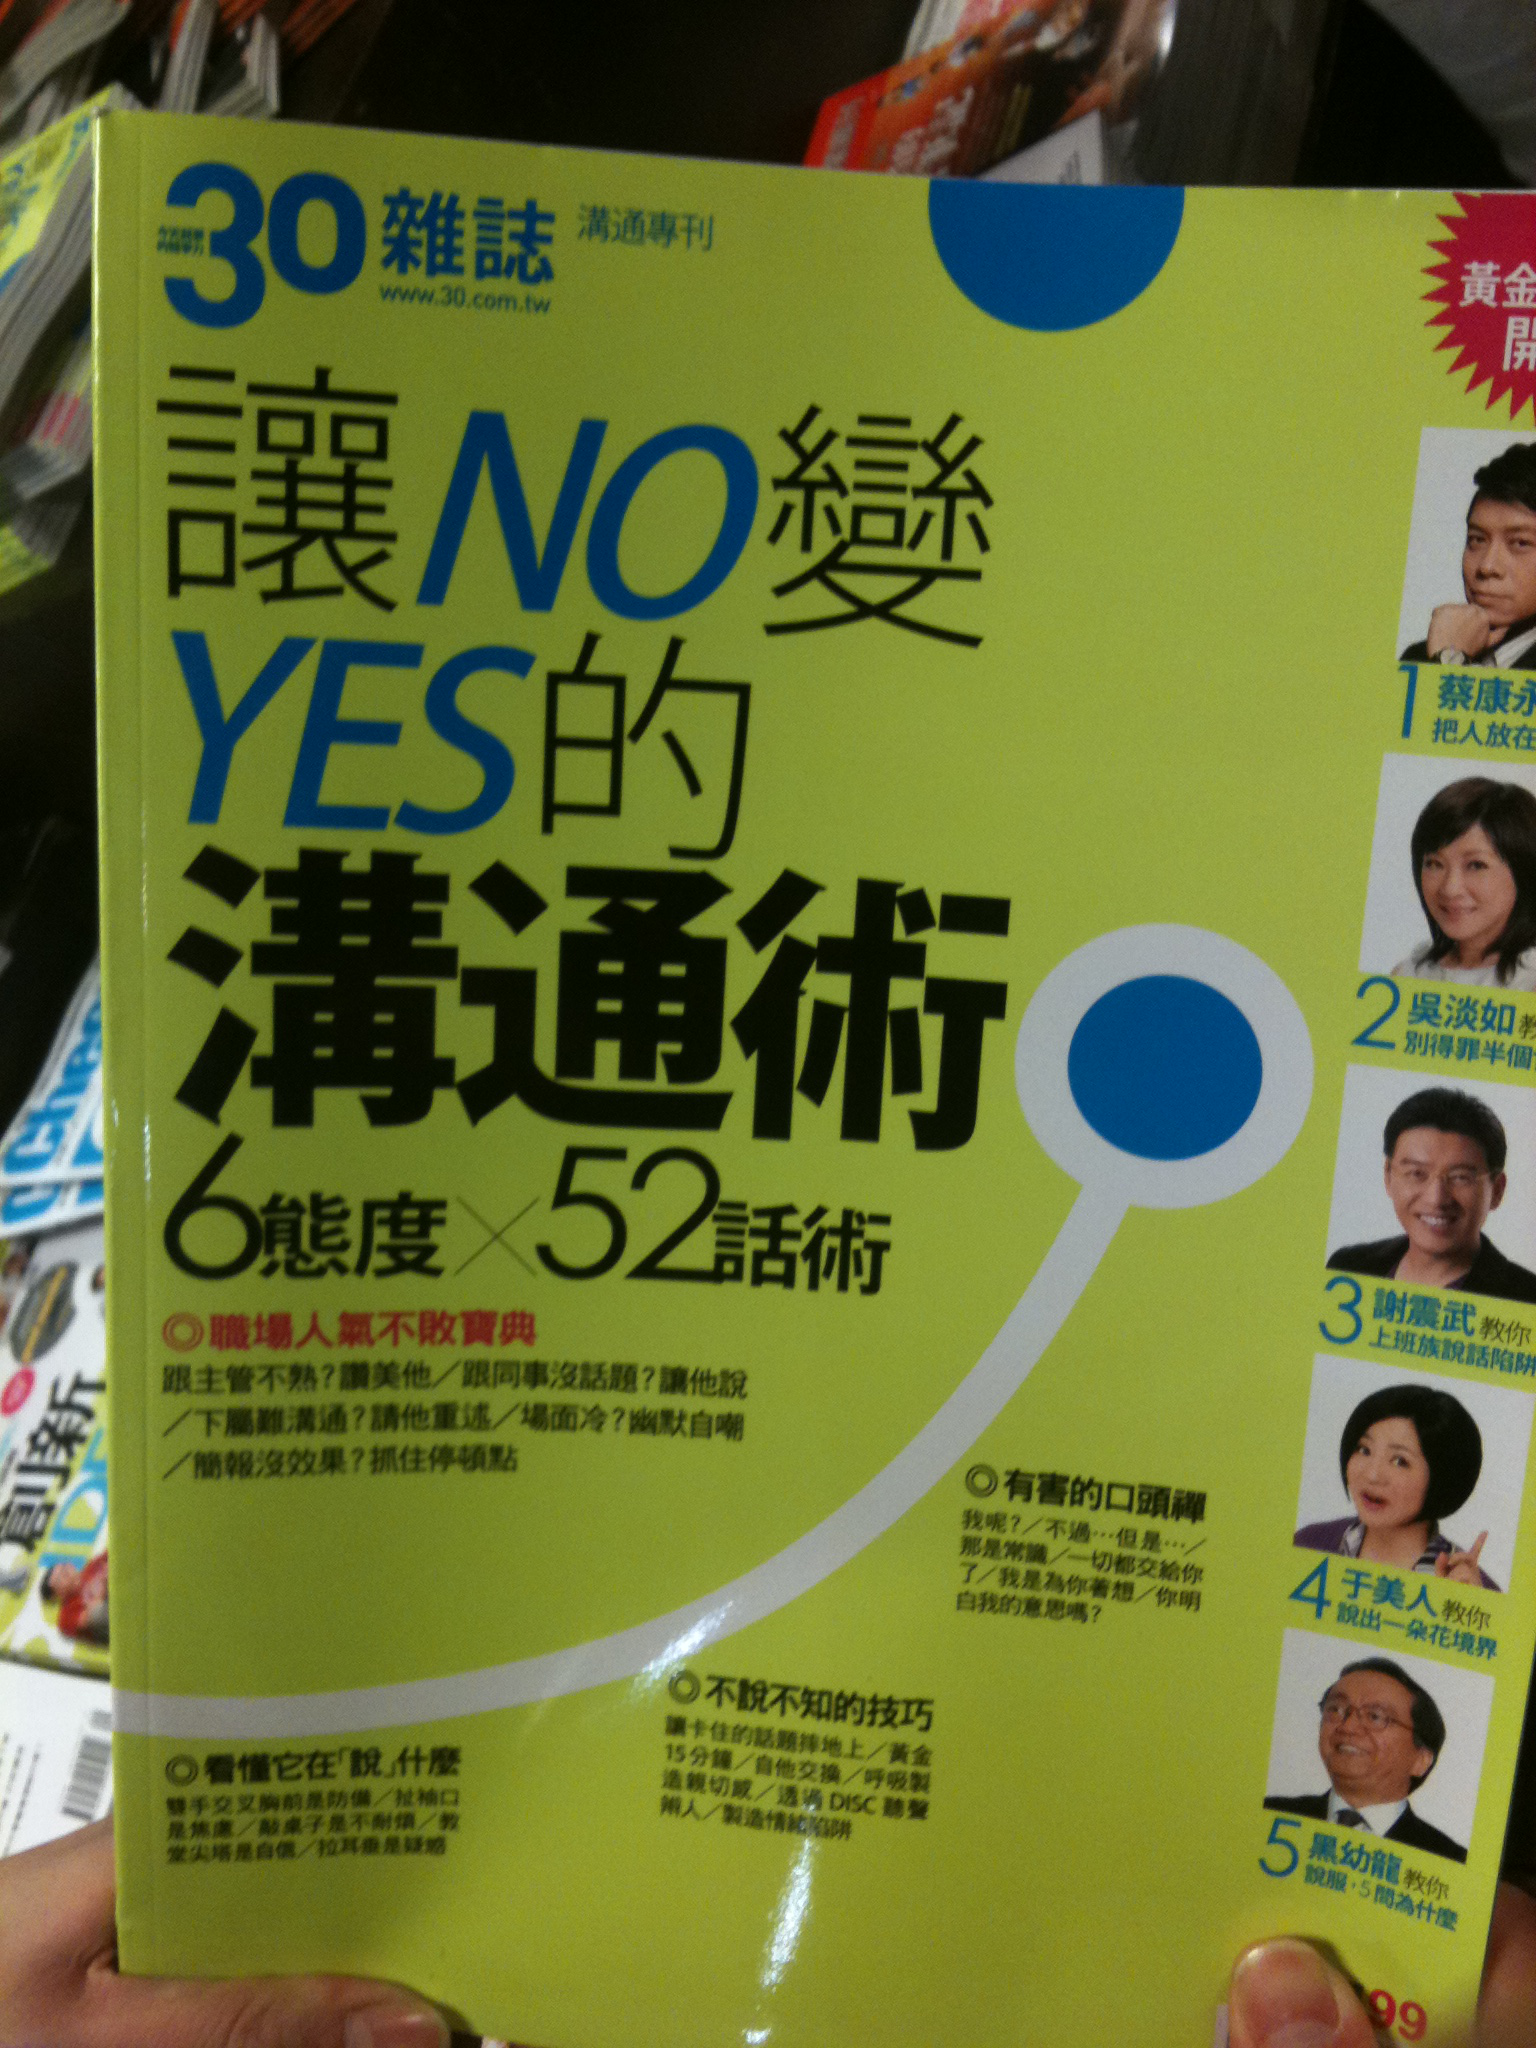 30 雜誌 溝通專刊
www.30.com.tw
讓NO變
YES的
溝通術
6態度×52話術
◎職場人氣不敗寶典
跟主管不熟?讚美他／跟同事沒話題?讓他說
／下屬難溝通?請他重述／場面冷?幽默自嘲
／簡報沒效果?抓住停頓點
◎有害的口頭禪
我呢?／不過…但是…／
那是常識／一切都交給你
了／我是為你著想／你明
白我的意思嗎?
◎不說不知的技巧
讓卡住的話題摔地上／黃金
15分鐘／自他交換／呼吸製
造親切感／透過DISC聽聲
辨人／製造情緒陷阱
◎看懂它在「說」什麼
雙手交叉胸前是防備／扯袖口
是焦慮／敲桌子是不耐煩／教
堂尖塔是自信／拉耳垂是疑惑
黃金
開
1 蔡康永
把人放在
2 吳淡如教
別得罪半個
3 謝震武教你
上班族說話陷阱
4 于美人教你
說出一朵花境界
5 黑幼龍教你
說服，5問為什麼
99
創新
Cheers